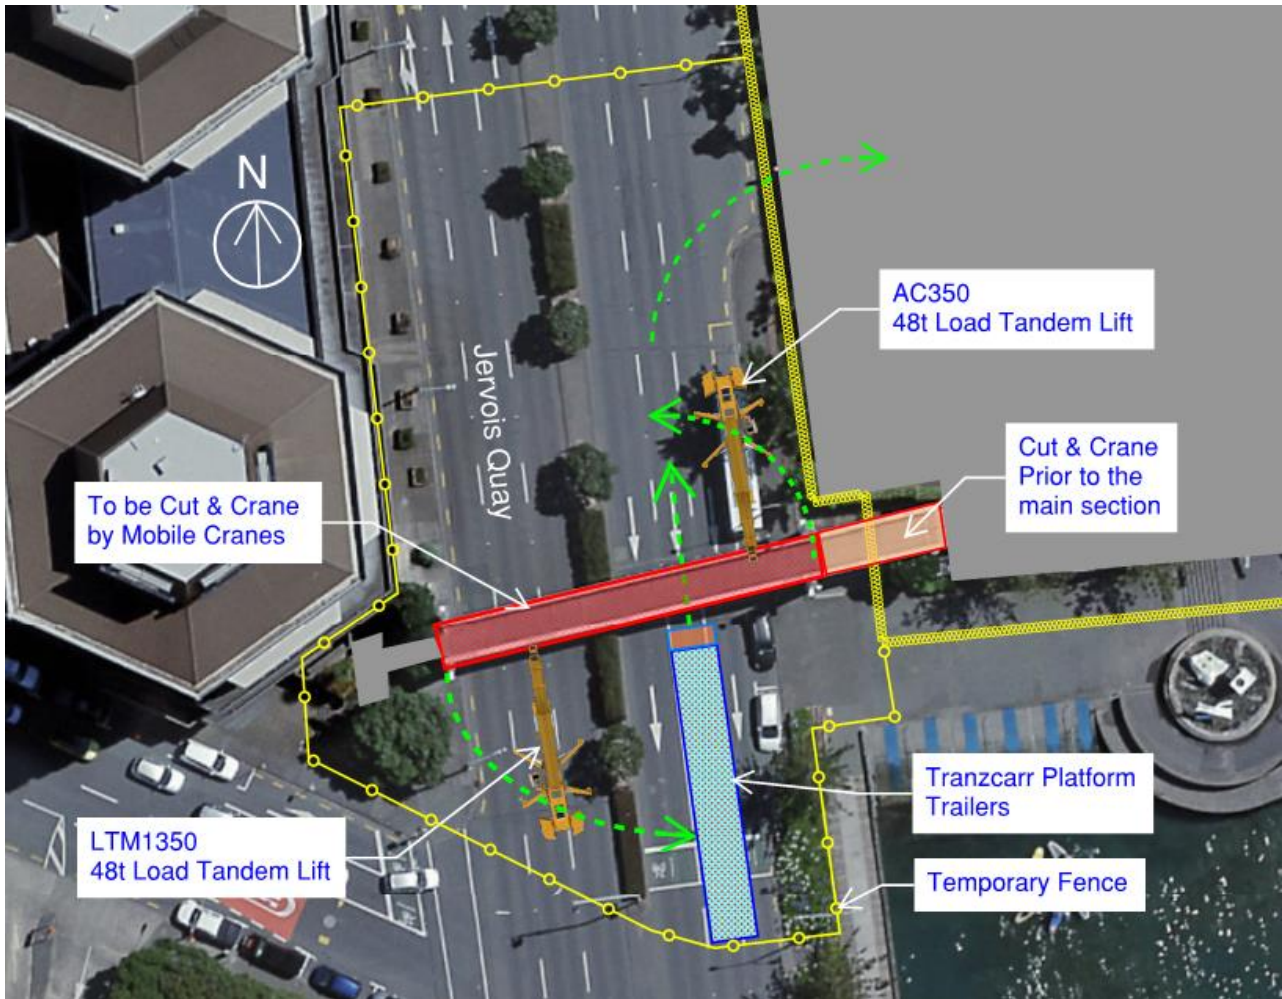 N
AC350
48t Load Tandem Lift
Jervois Quay
Cut & Crane
Prior to the
main section
To be Cut & Crane
by Mobile Cranes
Tranzcarr Platform
Trailers
LTM1350
48t Load Tandem Lift
Temporary Fence